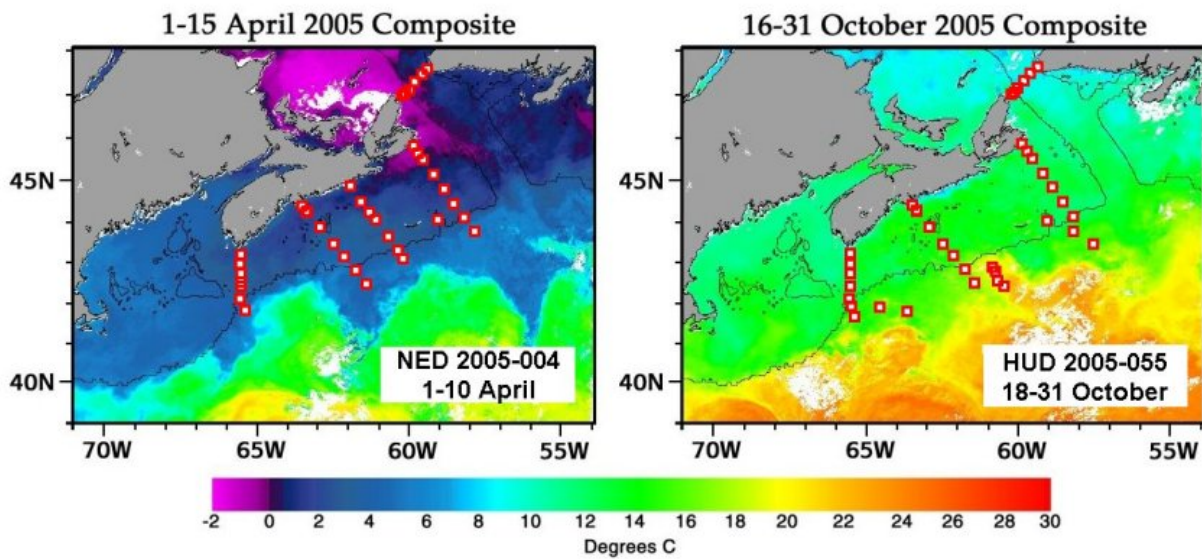 1-15 April 2005 Composite
16-31 October 2005 Composite
45N
40N
NED 2005-004
1-10 April
HUD 2005-055
18-31 October
70W 65W 60W 55W
70W 65W 60W 55W
-2 0 2 4 6 8 10 12 14 16 18 20 22 24 26 28 30
Degrees C